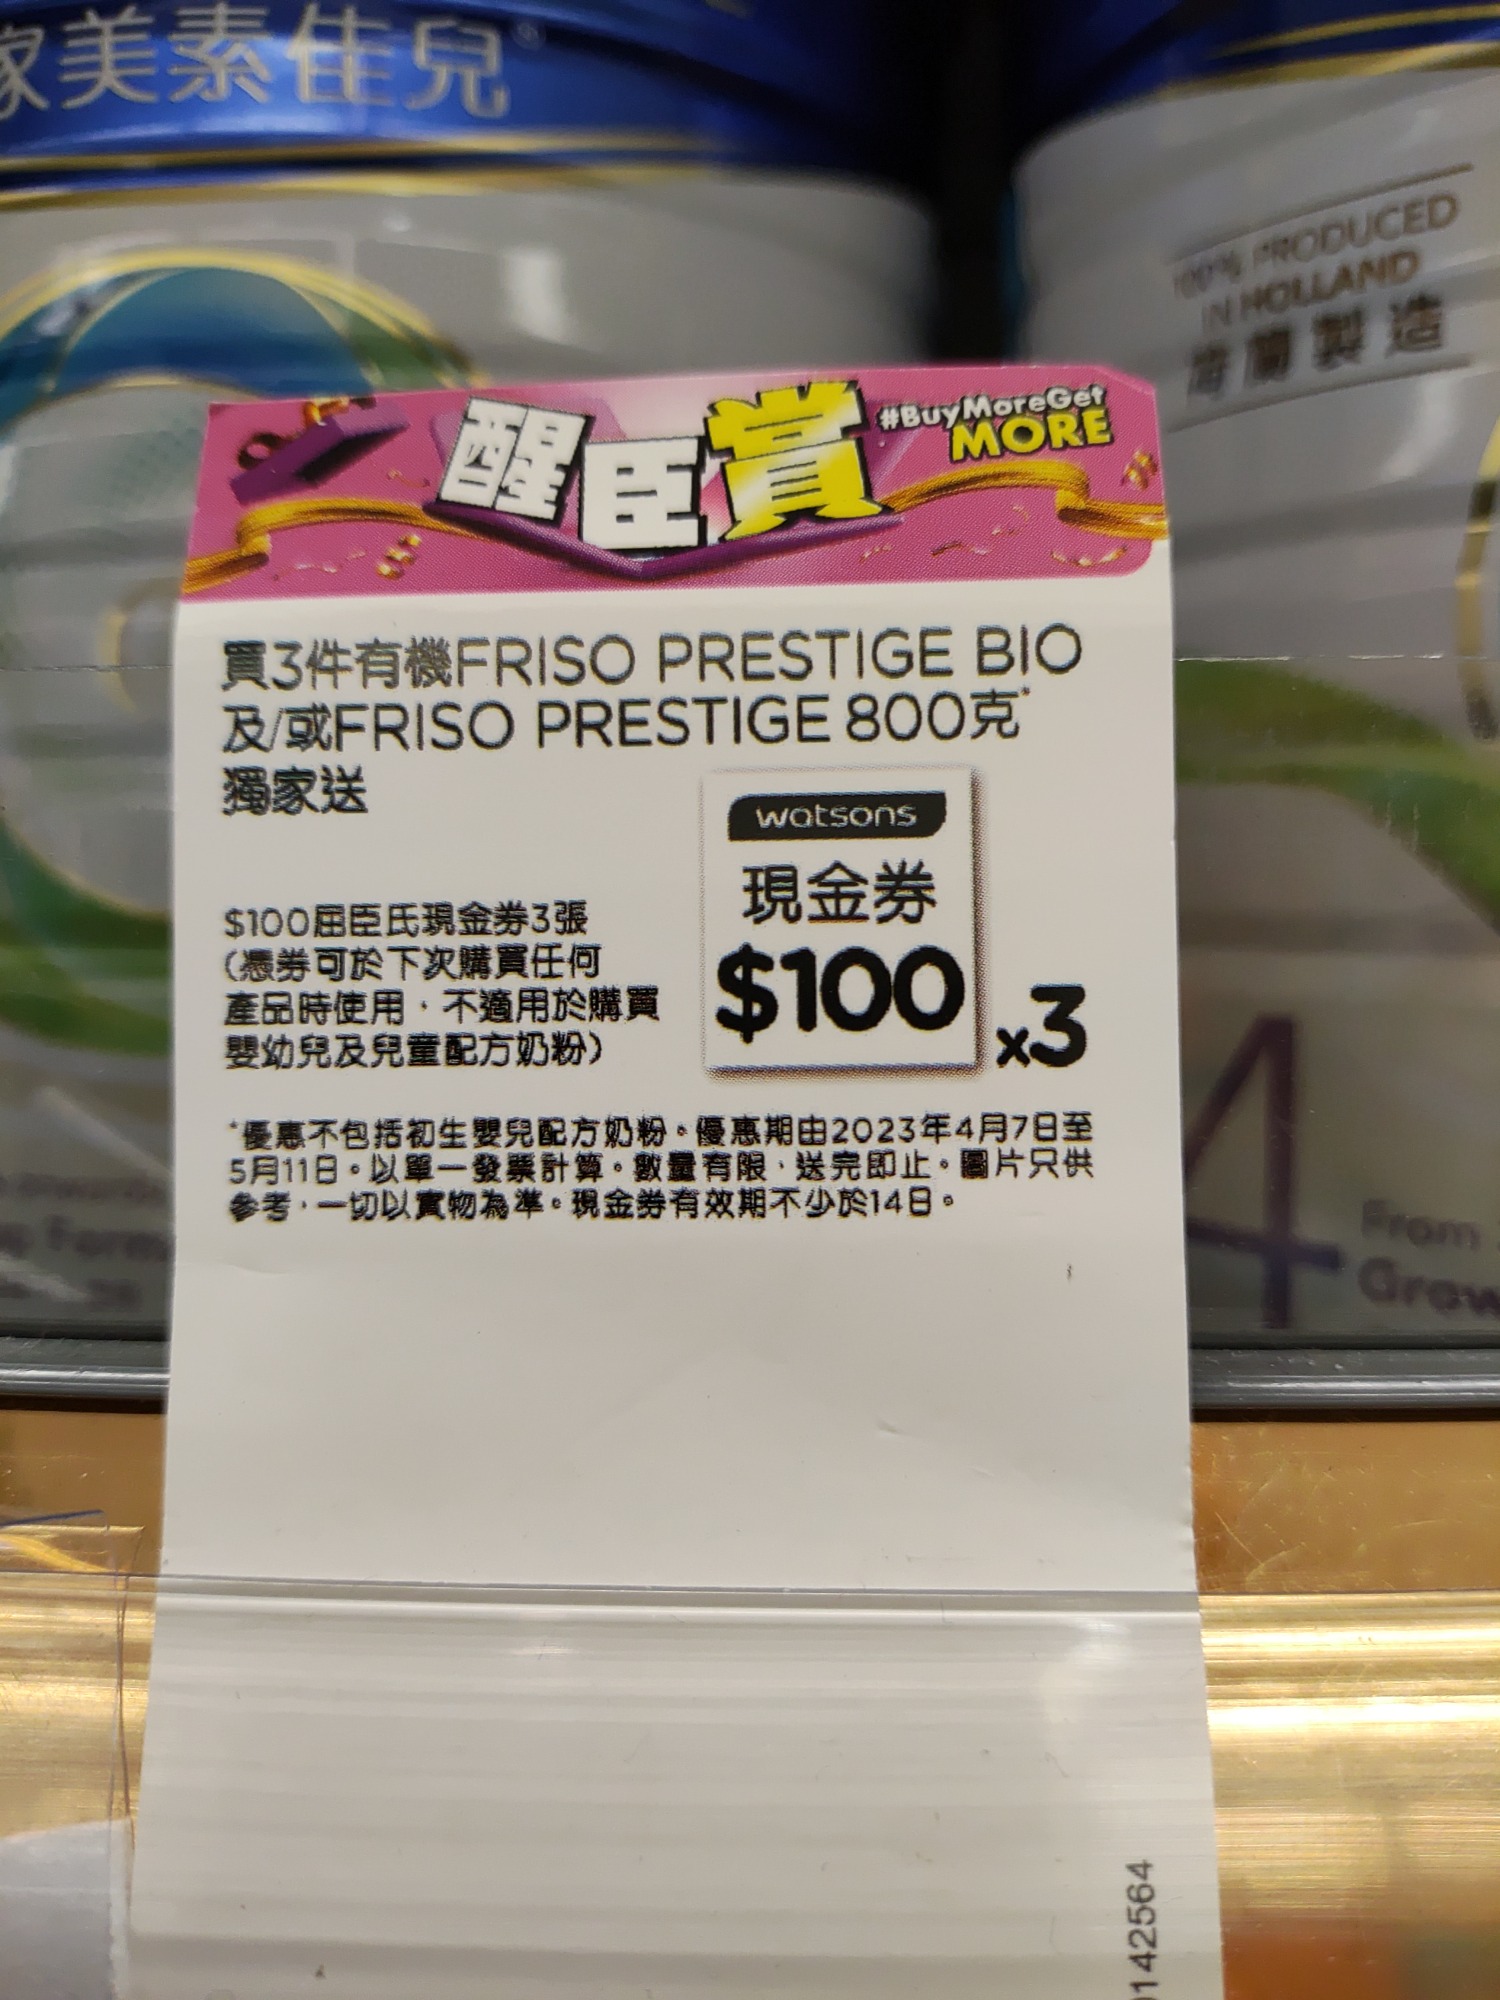 家美素佳兒
100% PRODUCED
IN HOLLAND
荷蘭製造
醒臣賞
#BuyMoreGet
MORE
買3件有機FRISO PRESTIGE BIO
及/或FRISO PRESTIGE 800克*
獨家送
watsons
現金券
$100
x3
$100屈臣氏現金券3張
(憑券可於下次購買任何
產品時使用，不適用於購買
嬰幼兒及兒童配方奶粉)
*優惠不包括初生嬰兒配方奶粉。優惠期由2023年4月7日至
5月11日。以單一發票計算。數量有限，送完即止。圖片只供
參考，一切以實物為準。現金券有效期不少於14日。
4
From
Grow
142564